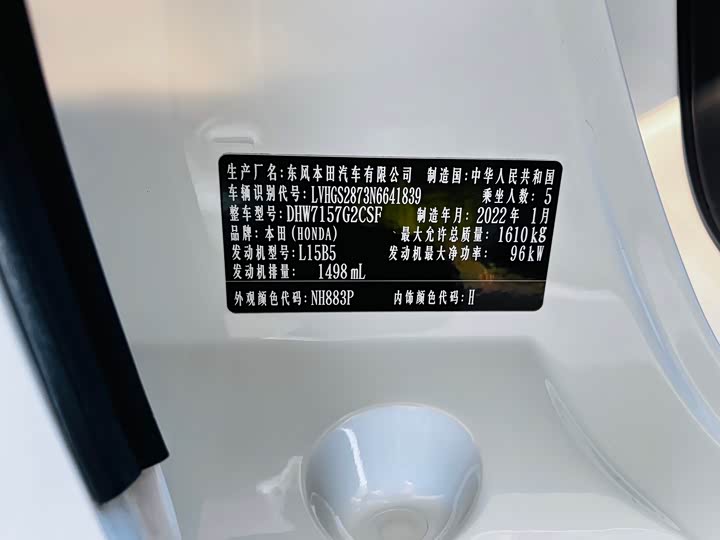 生产厂名:东风本田汽车有限公司 制造国:中华人民共和国
车辆识别代号:LVHGS2873N6641839 乘坐人数:5
整车型号:DHW7157G2CSF 制造年月:2022年1月
品牌:本田(HONDA) 最大允许总质量:1610kg
发动机型号:L15B5 发动机最大净功率:96kW
发动机排量:1498mL
外观颜色代码:NH883P 内饰颜色代码:H